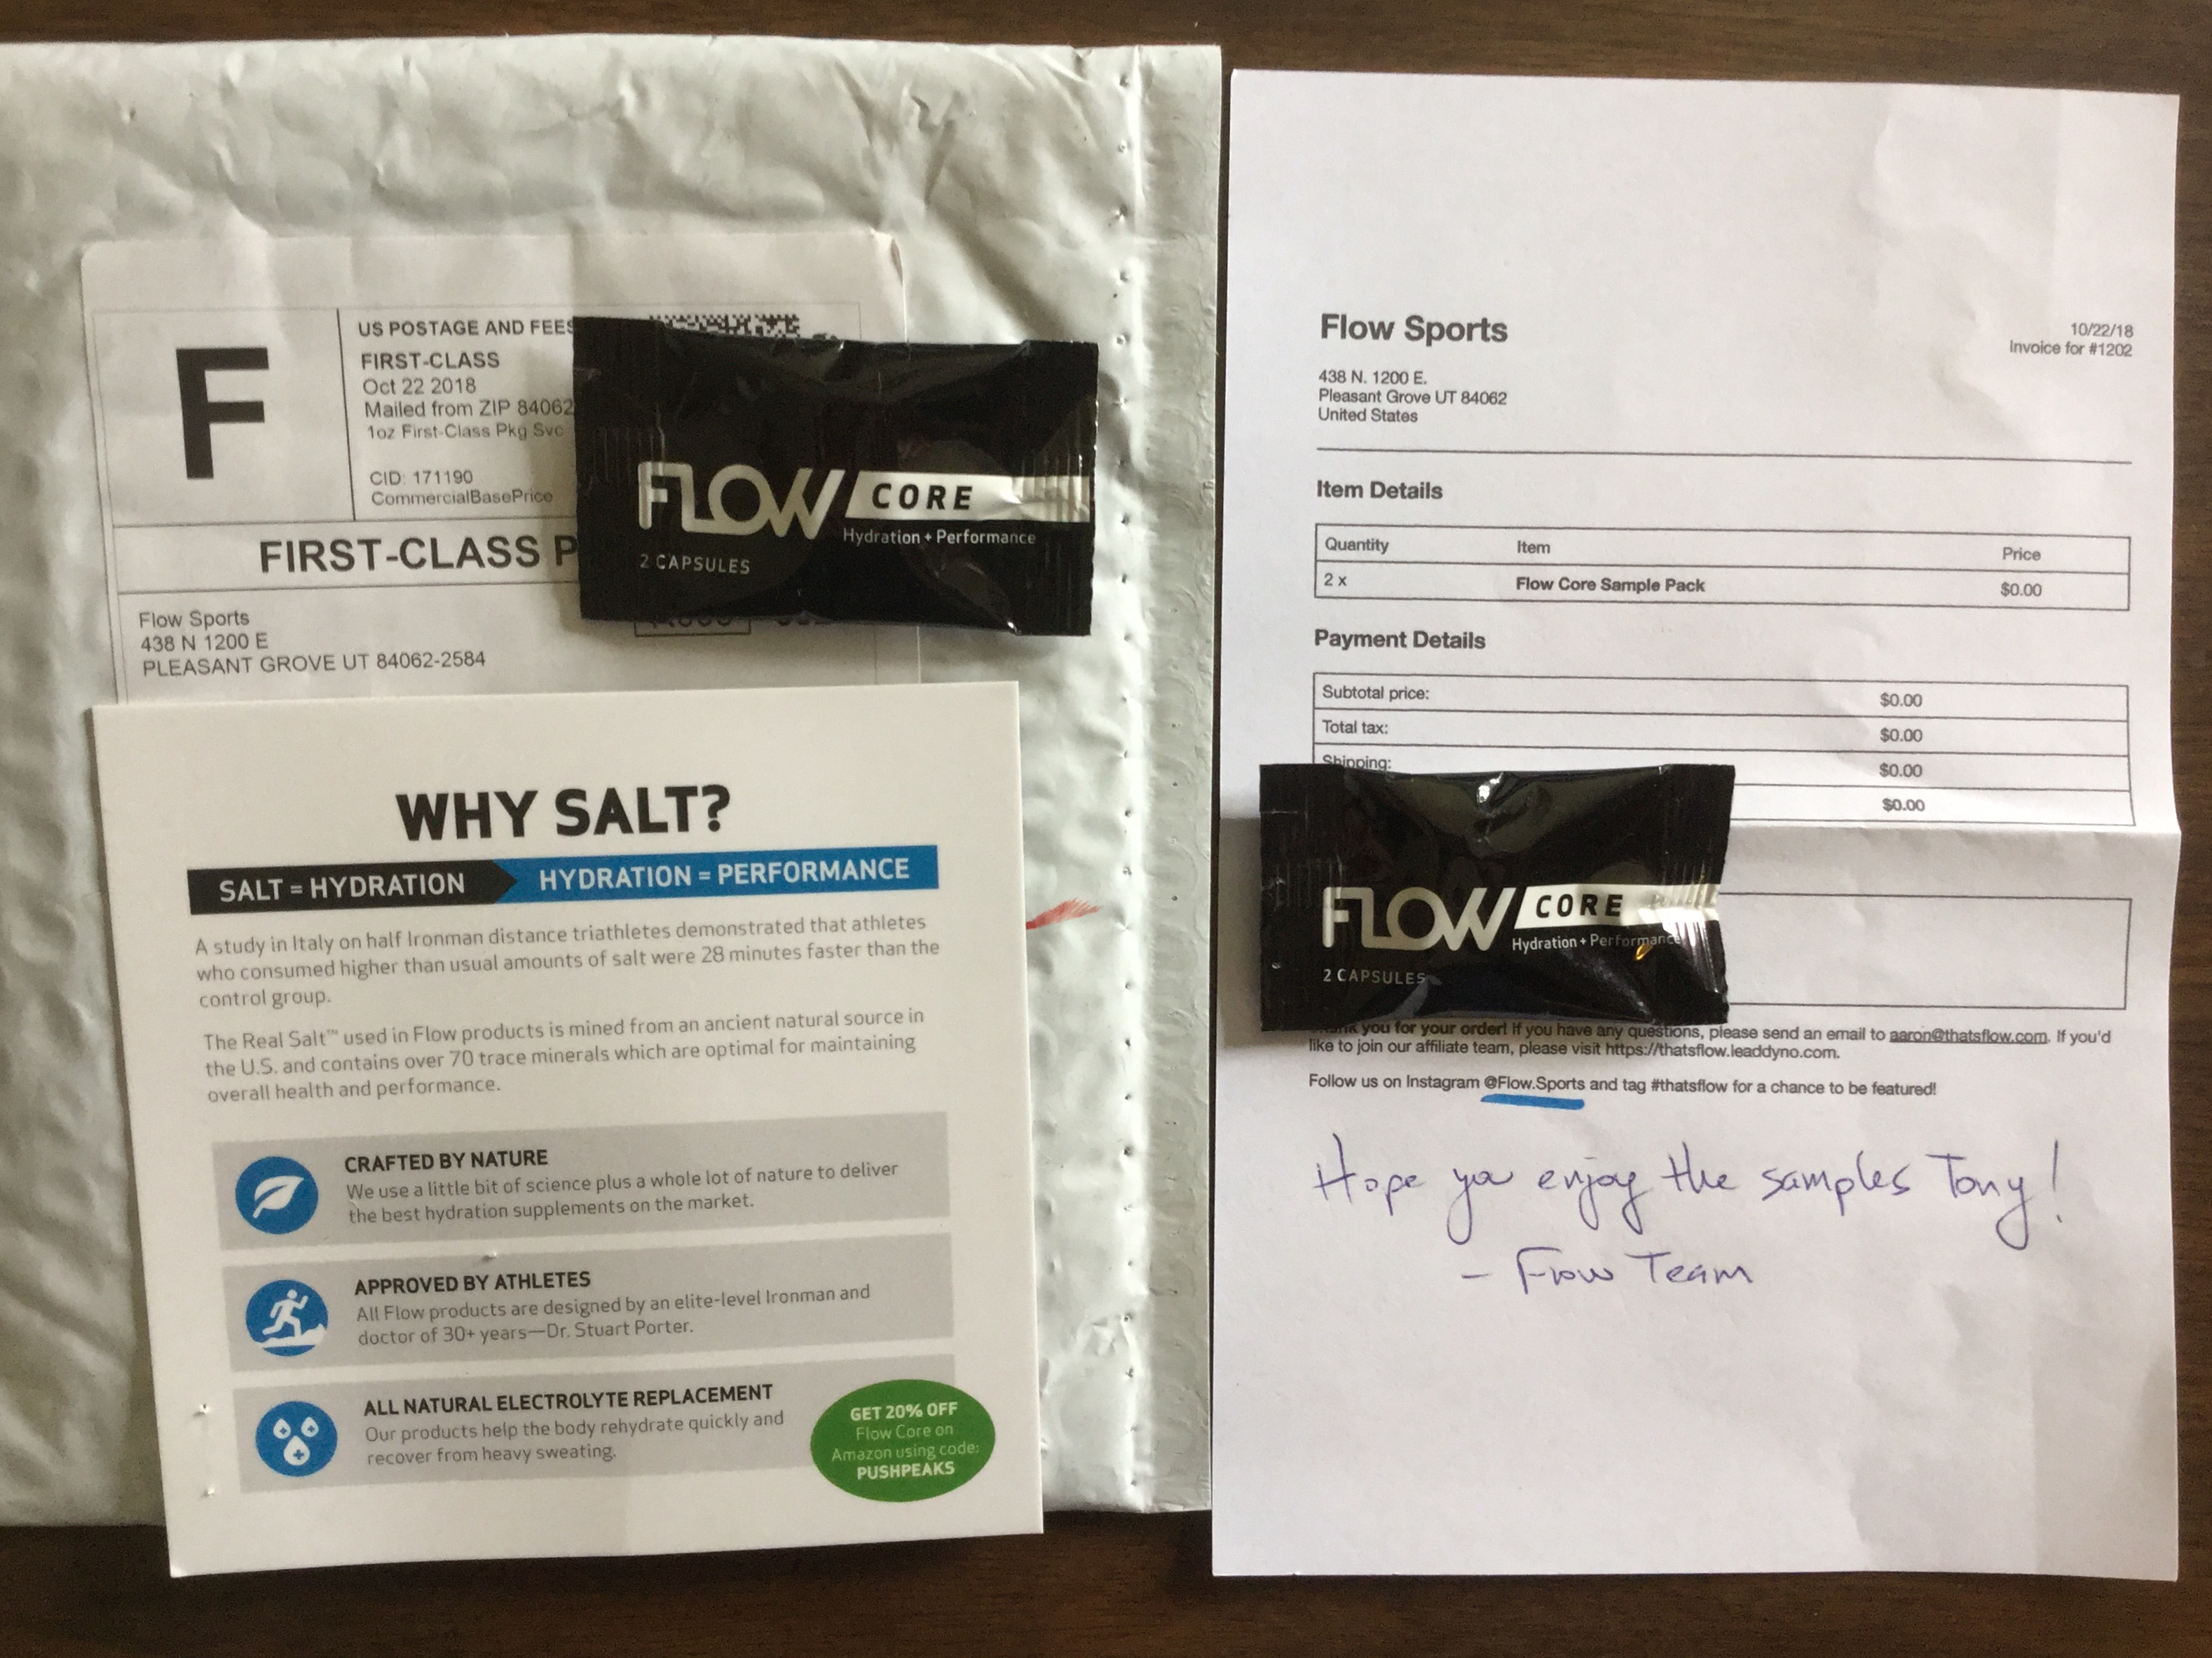 F
US POSTAGE AND FEES
FIRST-CLASS
Oct 22 2018
Mailed from ZIP 84062
1oz First-Class Pkg Svc
CID: 171190
CommercialBasePrice
FIRST-CLASS P
Flow Sports
438 N 1200 E
PLEASANT GROVE UT 84062-2584
FLOW CORE
Hydration + Performance
2 CAPSULES
WHY SALT?
SALT = HYDRATION HYDRATION = PERFORMANCE
A study in Italy on half Ironman distance triathletes demonstrated that athletes
who consumed higher than usual amounts of salt were 28 minutes faster than the
control group.
The Real Salt™ used in Flow products is mined from an ancient natural source in
the U.S. and contains over 70 trace minerals which are optimal for maintaining
overall health and performance.
CRAFTED BY NATURE
We use a little bit of science plus a whole lot of nature to deliver
the best hydration supplements on the market.
APPROVED BY ATHLETES
All Flow products are designed by an elite-level Ironman and
doctor of 30+ years—Dr. Stuart Porter.
ALL NATURAL ELECTROLYTE REPLACEMENT
Our products help the body rehydrate quickly and
recover from heavy sweating.
GET 20% OFF
Flow Core on
Amazon using code:
PUSHPEAKS
Flow Sports
10/22/18
Invoice for #1202
438 N. 1200 E.
Pleasant Grove UT 84062
United States
Item Details
Quantity Item Price
2 x Flow Core Sample Pack $0.00
Payment Details
Subtotal price: $0.00
Total tax: $0.00
Shipping: $0.00
$0.00
FLOW CORE
Hydration + Performance
2 CAPSULES
you for your order! If you have any questions, please send an email to aaron@thatsflow.com. If you'd
like to join our affiliate team, please visit https://thatsflow.leaddyno.com.
Follow us on Instagram @Flow.Sports and tag #thatsflow for a chance to be featured!
Hope you enjoy the samples Tony!
- Flow Team